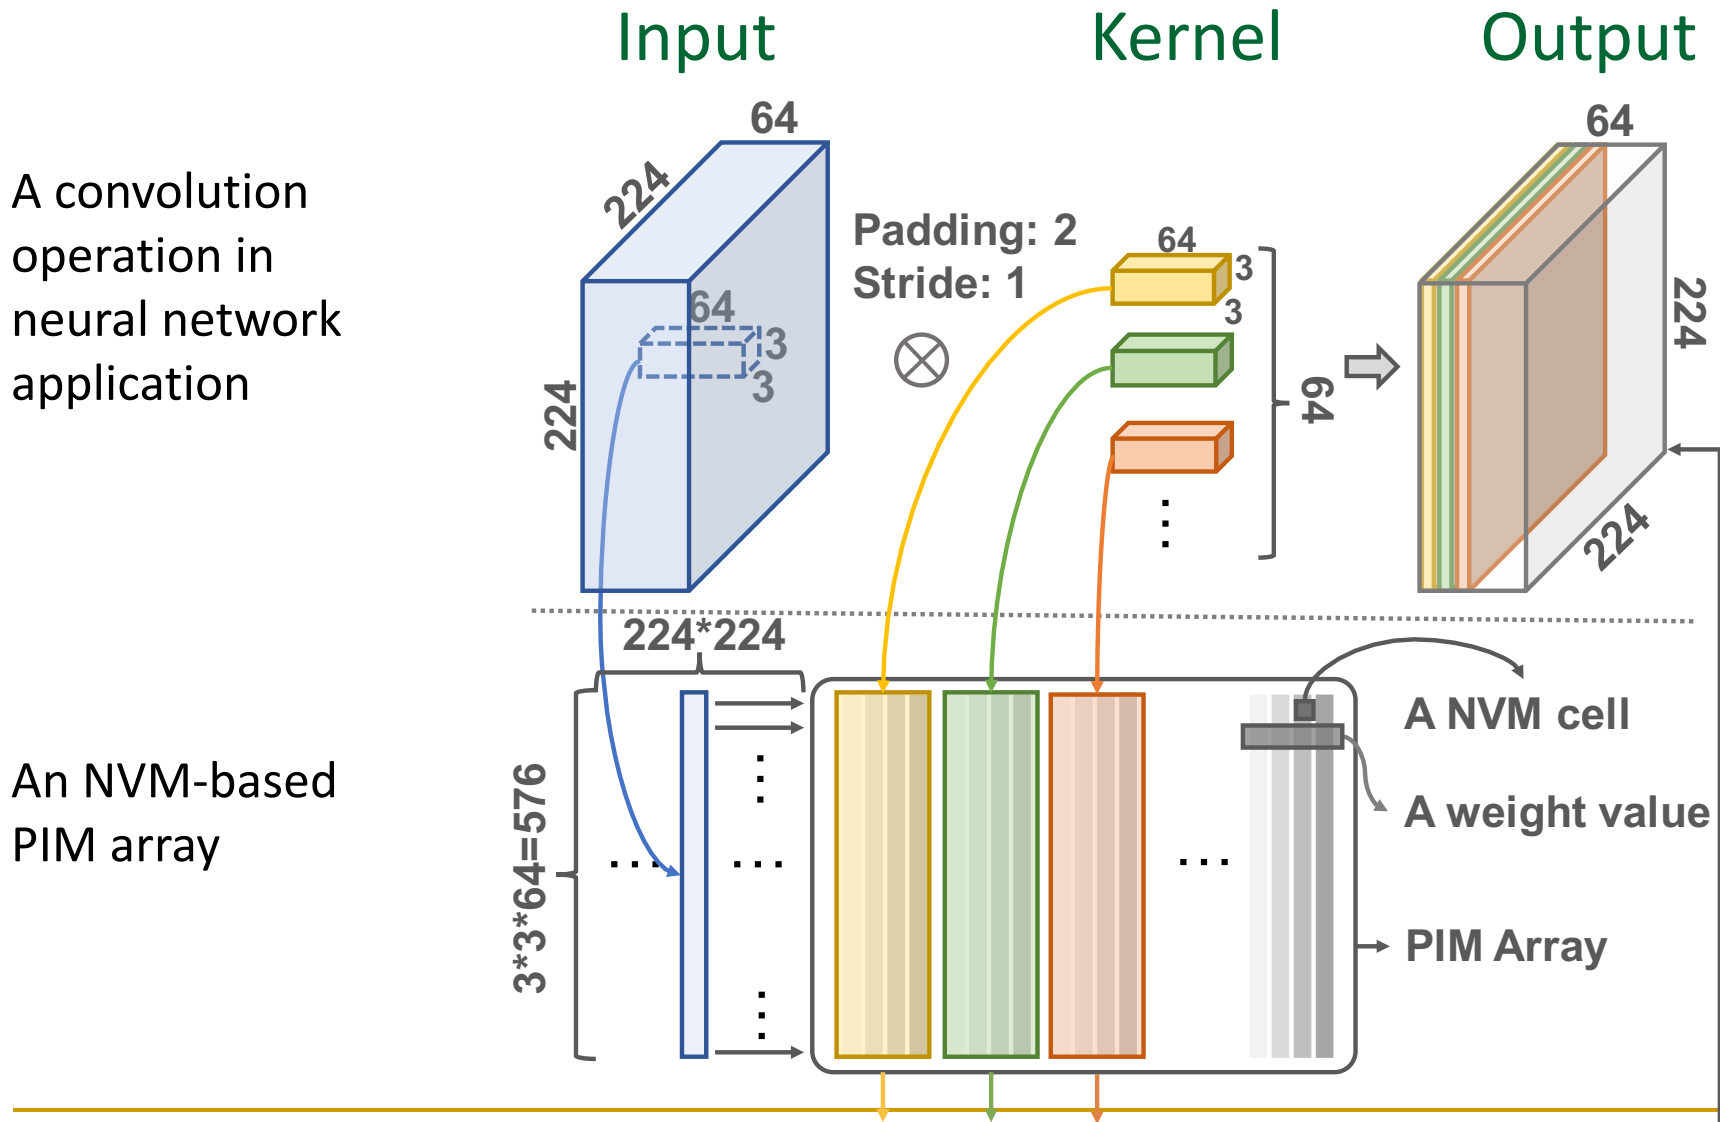 Input
Kernel
Output
A convolution
operation in
neural network
application
64
224
224
64
3
3
Padding: 2
Stride: 1
64
3
3
64
64
224
224
An NVM-based
PIM array
224*224
3*3*64=576
A NVM cell
A weight value
PIM Array